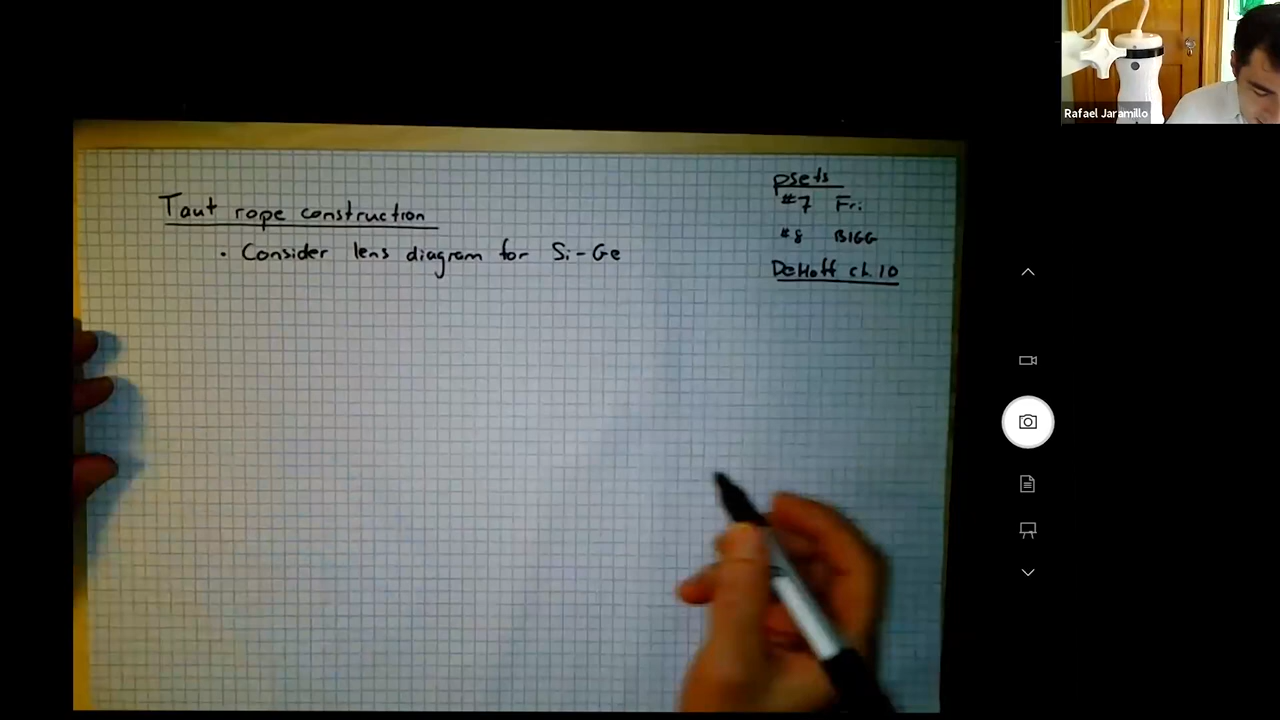 Rafael Jaramillo
Taut rope construction
• Consider lens diagram for Si-Ge
psets
#7 Fri.
#8 BIGG
DeHoff ch. 10